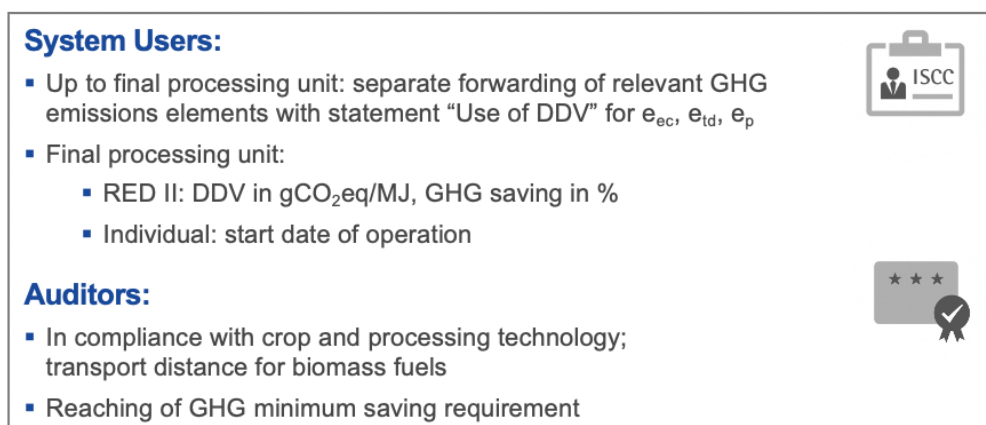 System Users:
▪ Up to final processing unit: separate forwarding of relevant GHG
emissions elements with statement “Use of DDV” for eec, etd, ep
▪ Final processing unit:
▪ RED II: DDV in gCO₂eq/MJ, GHG saving in %
▪ Individual: start date of operation
ISCC
Auditors:
▪ In compliance with crop and processing technology;
transport distance for biomass fuels
▪ Reaching of GHG minimum saving requirement